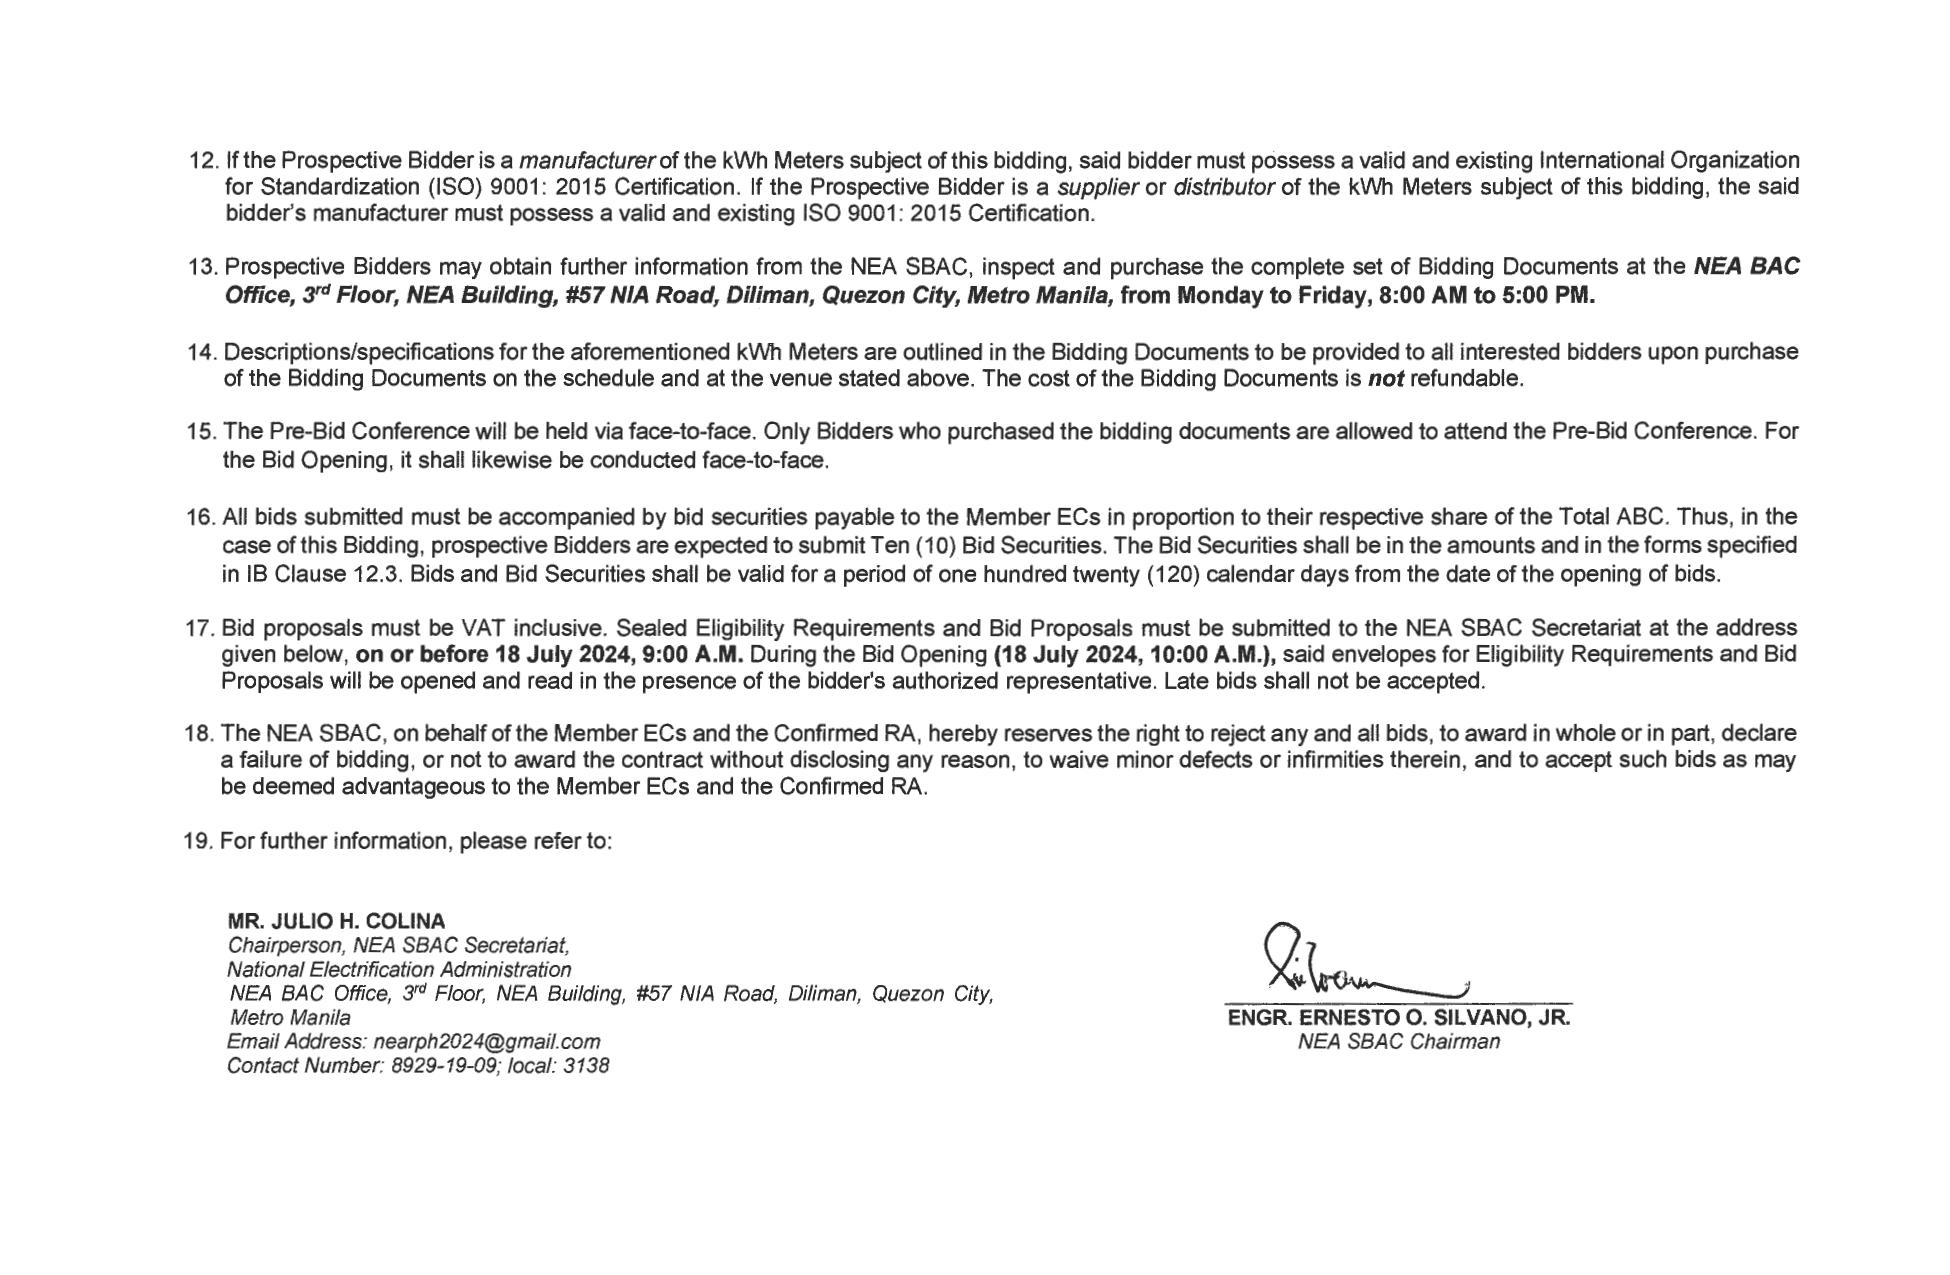 12. If the Prospective Bidder is a manufacturer of the kWh Meters subject of this bidding, said bidder must possess a valid and existing International Organization
for Standardization (ISO) 9001: 2015 Certification. If the Prospective Bidder is a supplier or distributor of the kWh Meters subject of this bidding, the said
bidder's manufacturer must possess a valid and existing ISO 9001: 2015 Certification.
13. Prospective Bidders may obtain further information from the NEA SBAC, inspect and purchase the complete set of Bidding Documents at the NEA BAC
Office, 3rd Floor, NEA Building, #57 NIA Road, Diliman, Quezon City, Metro Manila, from Monday to Friday, 8:00 AM to 5:00 PM.
14. Descriptions/specifications for the aforementioned kWh Meters are outlined in the Bidding Documents to be provided to all interested bidders upon purchase
of the Bidding Documents on the schedule and at the venue stated above. The cost of the Bidding Documents is not refundable.
15. The Pre-Bid Conference will be held via face-to-face. Only Bidders who purchased the bidding documents are allowed to attend the Pre-Bid Conference. For
the Bid Opening, it shall likewise be conducted face-to-face.
16. All bids submitted must be accompanied by bid securities payable to the Member ECs in proportion to their respective share of the Total ABC. Thus, in the
case of this Bidding, prospective Bidders are expected to submit Ten (10) Bid Securities. The Bid Securities shall be in the amounts and in the forms specified
in IB Clause 12.3. Bids and Bid Securities shall be valid for a period of one hundred twenty (120) calendar days from the date of the opening of bids.
17. Bid proposals must be VAT inclusive. Sealed Eligibility Requirements and Bid Proposals must be submitted to the NEA SBAC Secretariat at the address
given below, on or before 18 July 2024, 9:00 A.M. During the Bid Opening (18 July 2024, 10:00 A.M.), said envelopes for Eligibility Requirements and Bid
Proposals will be opened and read in the presence of the bidder's authorized representative. Late bids shall not be accepted.
18. The NEA SBAC, on behalf of the Member ECs and the Confirmed RA, hereby reserves the right to reject any and all bids, to award in whole or in part, declare
a failure of bidding, or not to award the contract without disclosing any reason, to waive minor defects or infirmities therein, and to accept such bids as may
be deemed advantageous to the Member ECs and the Confirmed RA.
19. For further information, please refer to:
MR. JULIO H. COLINA
Chairperson, NEA SBAC Secretariat,
National Electrification Administration
NEA BAC Office, 3rd Floor, NEA Building, #57 NIA Road, Diliman, Quezon City,
Metro Manila
Email Address: nearph2024@gmail.com
Contact Number: 8929-19-09; local: 3138
ENGR. ERNESTO O. SILVANO, JR.
NEA SBAC Chairman